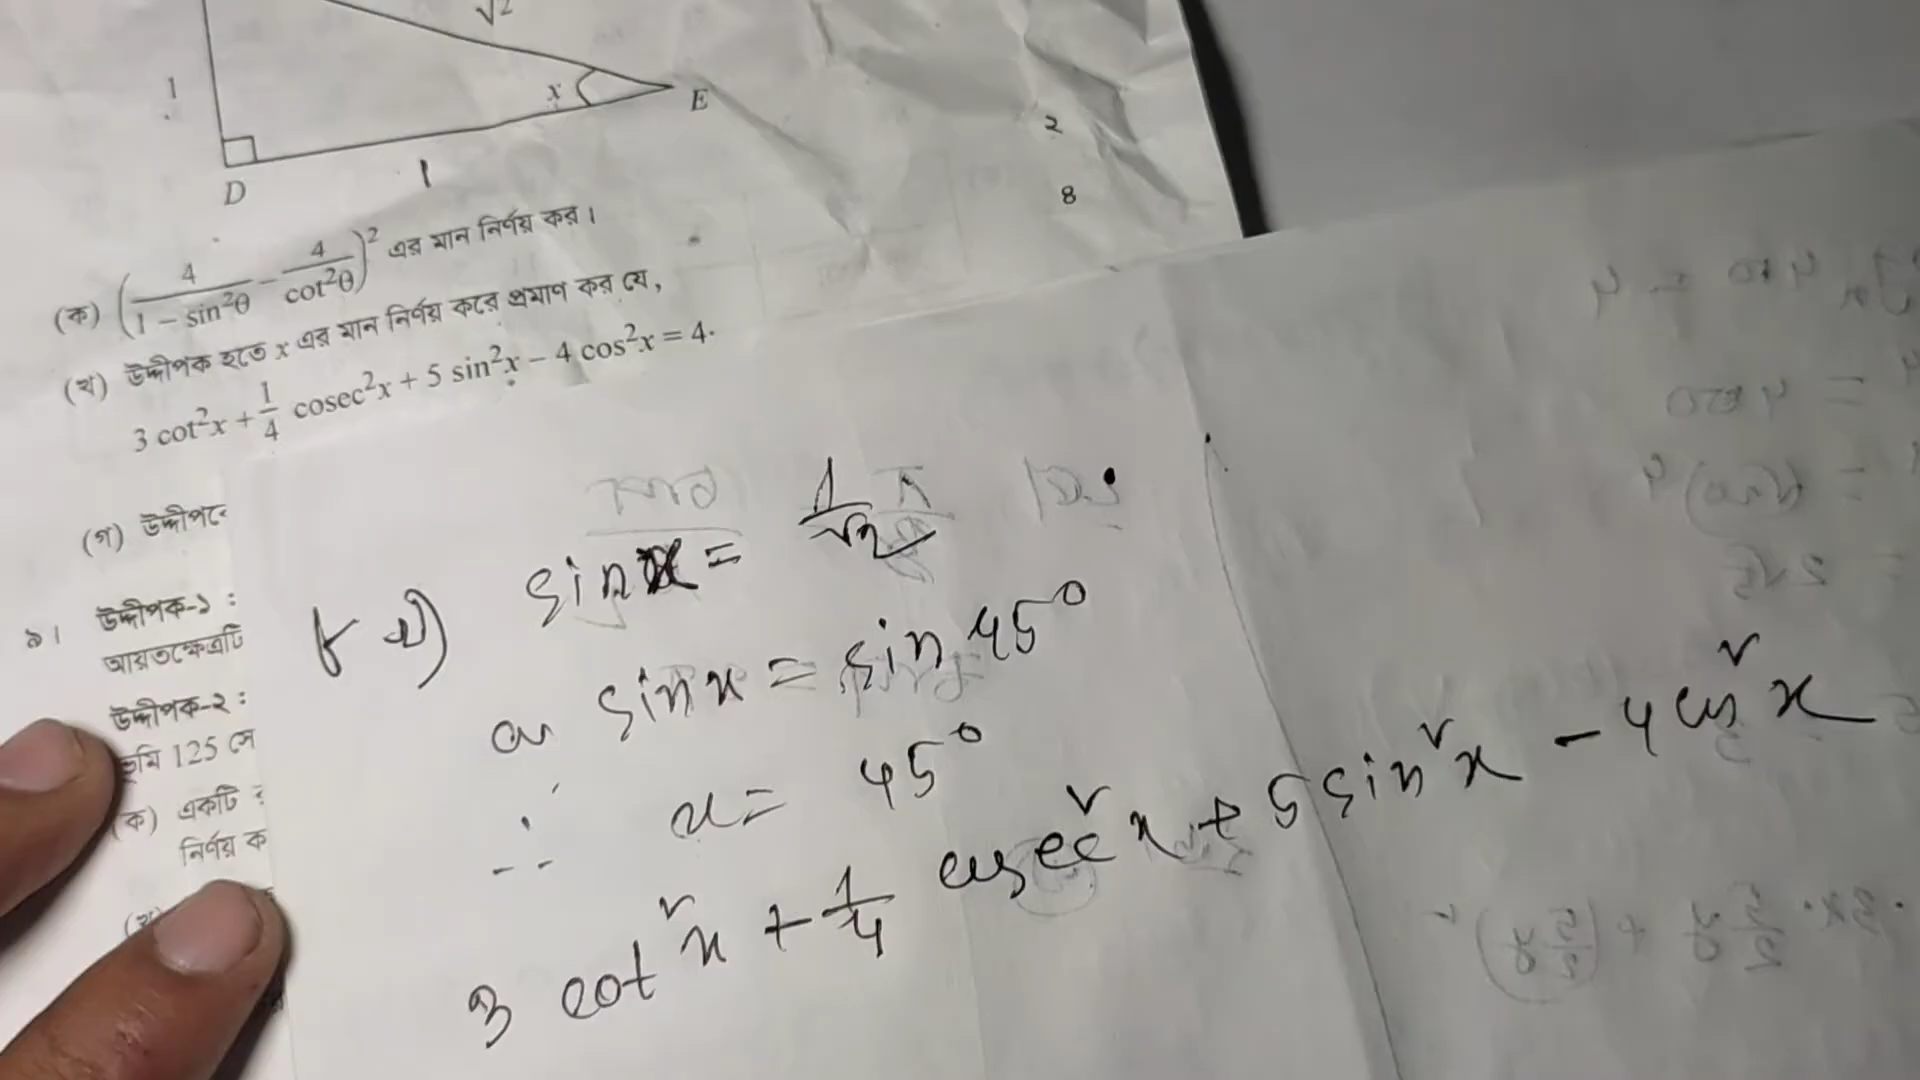 √2
1
x
E
D
1
2
8
(ক) (4/(1 − sin²θ) − 4/cot²θ)² এর মান নির্ণয় কর।
(খ) উদ্দীপক হতে x এর মান নির্ণয় করে প্রমাণ কর যে,
3 cot²x + 1/4 cosec²x + 5 sin²x − 4 cos²x = 4.
(গ) উদ্দীপকে
৯। উদ্দীপক-১ :
আয়তক্ষেত্রটি
উদ্দীপক-২ :
ভূমি 125 সে
(ক) একটি
নির্ণয় ক
(খ)
sin x = 1/√2
sin x = sin 45°
∴ x = 45°
3 cot²x + 1/4 cosec²x + 5 sin²x − 4 cos²x